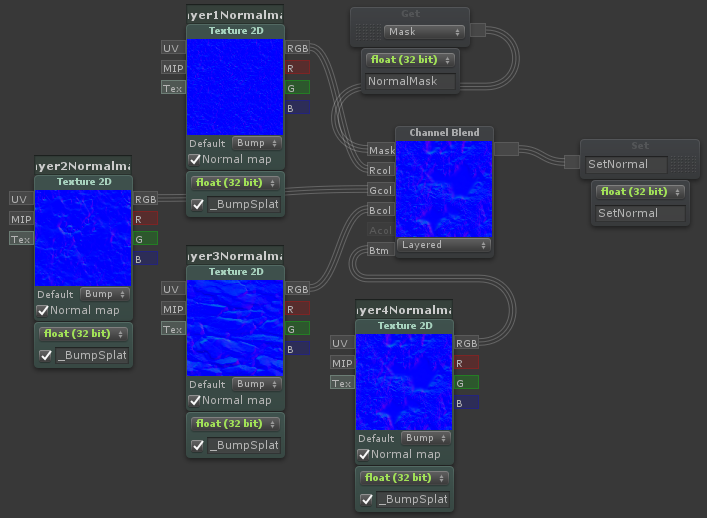 ayer1Normalma
Texture 2D
UV
RGB
MIP
R
Tex
G
B
Default
Bump
Normal map
float (32 bit)
_BumpSplat
Get
Mask
float (32 bit)
NormalMask
Channel Blend
Mask
Rcol
Gcol
Bcol
Acol
Btm
Layered
Set
SetNormal
float (32 bit)
SetNormal
ayer2Normalma
Texture 2D
UV
RGB
MIP
R
Tex
G
B
Default
Bump
Normal map
float (32 bit)
_BumpSplat
ayer3Normalma
Texture 2D
UV
RGB
MIP
R
Tex
G
B
Default
Bump
Normal map
float (32 bit)
_BumpSplat
ayer4Normalma
Texture 2D
UV
RGB
MIP
R
Tex
G
B
Default
Bump
Normal map
float (32 bit)
_BumpSplat